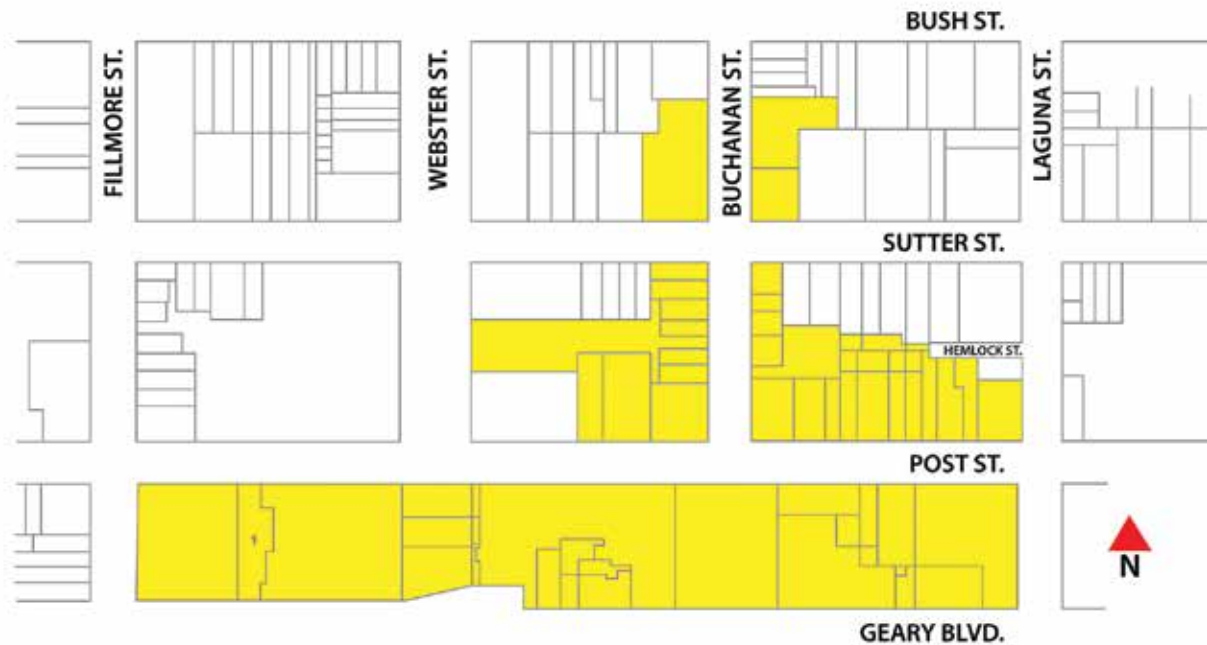 BUSH ST.
FILLMORE ST.
WEBSTER ST.
BUCHANAN ST.
LAGUNA ST.
SUTTER ST.
HEMLOCK ST.
POST ST.
N
GEARY BLVD.